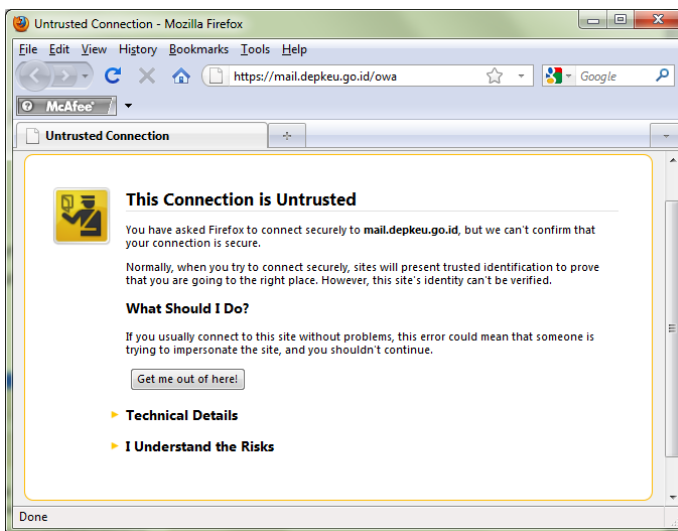 Untrusted Connection - Mozilla Firefox
File Edit View History Bookmarks Tools Help
https://mail.depkeu.go.id/owa
Google
McAfee
Untrusted Connection
This Connection is Untrusted
You have asked Firefox to connect securely to mail.depkeu.go.id, but we can't confirm that
your connection is secure.
Normally, when you try to connect securely, sites will present trusted identification to prove
that you are going to the right place. However, this site's identity can't be verified.
What Should I Do?
If you usually connect to this site without problems, this error could mean that someone is
trying to impersonate the site, and you shouldn't continue.
Get me out of here!
Technical Details
I Understand the Risks
Done